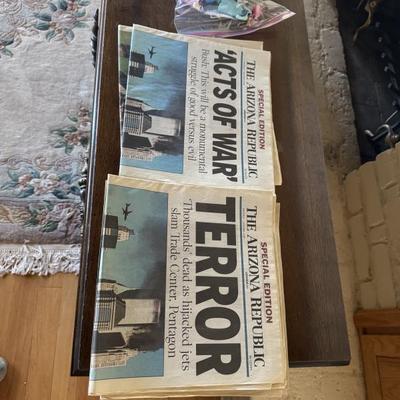 SPECIAL EDITION
THE ARIZONA REPUBLIC
'ACTS OF WAR'
Bush: This will be a monumental
struggle of good versus evil
SPECIAL EDITION
THE ARIZONA REPUBLIC
TERROR
'Thousands' dead as hijacked jets
slam Trade Center, Pentagon